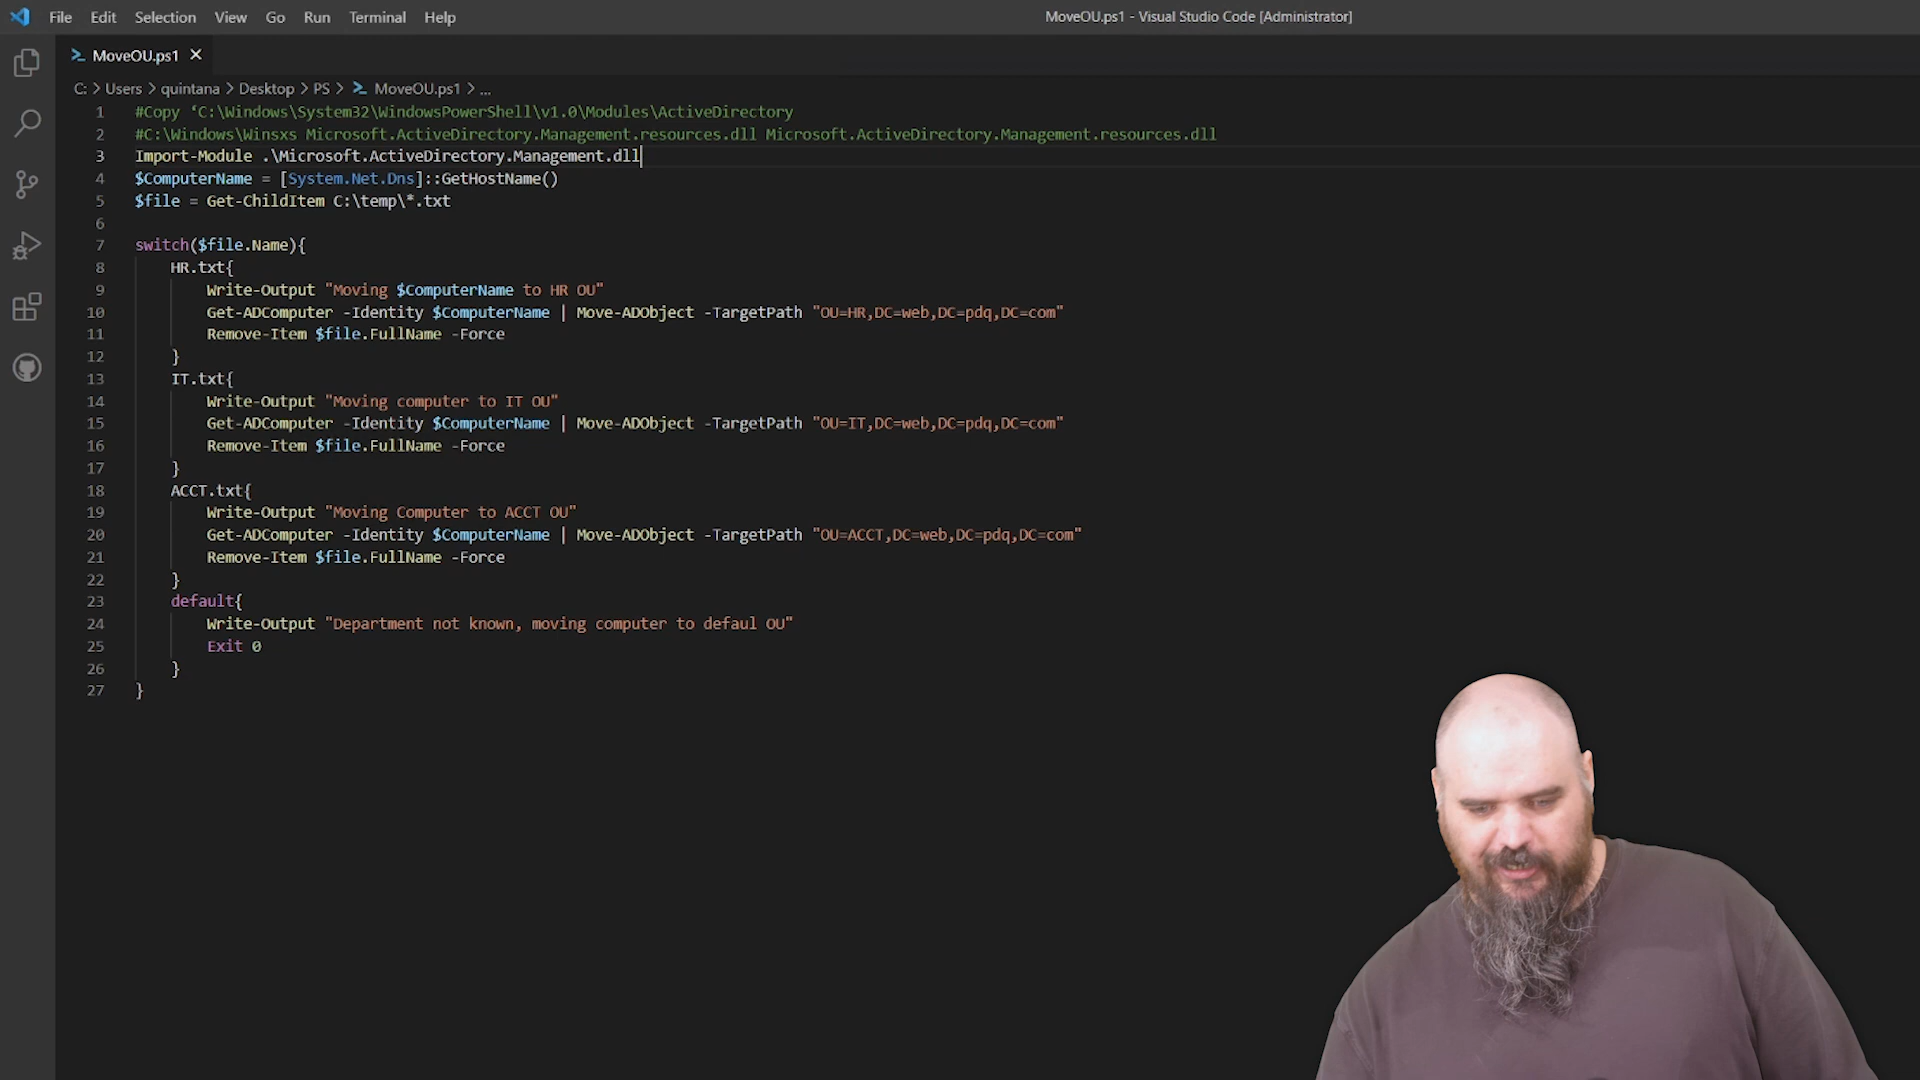 File Edit Selection View Go Run Terminal Help
MoveOU.ps1 - Visual Studio Code [Administrator]
MoveOU.ps1
C: > Users > quintana > Desktop > PS > MoveOU.ps1 > ...
1 #Copy ‘C:\Windows\System32\WindowsPowerShell\v1.0\Modules\ActiveDirectory
2 #C:\Windows\Winsxs Microsoft.ActiveDirectory.Management.resources.dll Microsoft.ActiveDirectory.Management.resources.dll
3 Import-Module .\Microsoft.ActiveDirectory.Management.dll
4 $ComputerName = [System.Net.Dns]::GetHostName()
5 $file = Get-ChildItem C:\temp\*.txt
6
7 switch($file.Name){
8 HR.txt{
9 Write-Output "Moving $ComputerName to HR OU"
10 Get-ADComputer -Identity $ComputerName | Move-ADObject -TargetPath "OU=HR,DC=web,DC=pdq,DC=com"
11 Remove-Item $file.FullName -Force
12 }
13 IT.txt{
14 Write-Output "Moving computer to IT OU"
15 Get-ADComputer -Identity $ComputerName | Move-ADObject -TargetPath "OU=IT,DC=web,DC=pdq,DC=com"
16 Remove-Item $file.FullName -Force
17 }
18 ACCT.txt{
19 Write-Output "Moving Computer to ACCT OU"
20 Get-ADComputer -Identity $ComputerName | Move-ADObject -TargetPath "OU=ACCT,DC=web,DC=pdq,DC=com"
21 Remove-Item $file.FullName -Force
22 }
23 default{
24 Write-Output "Department not known, moving computer to defaul OU"
25 Exit 0
26 }
27 }